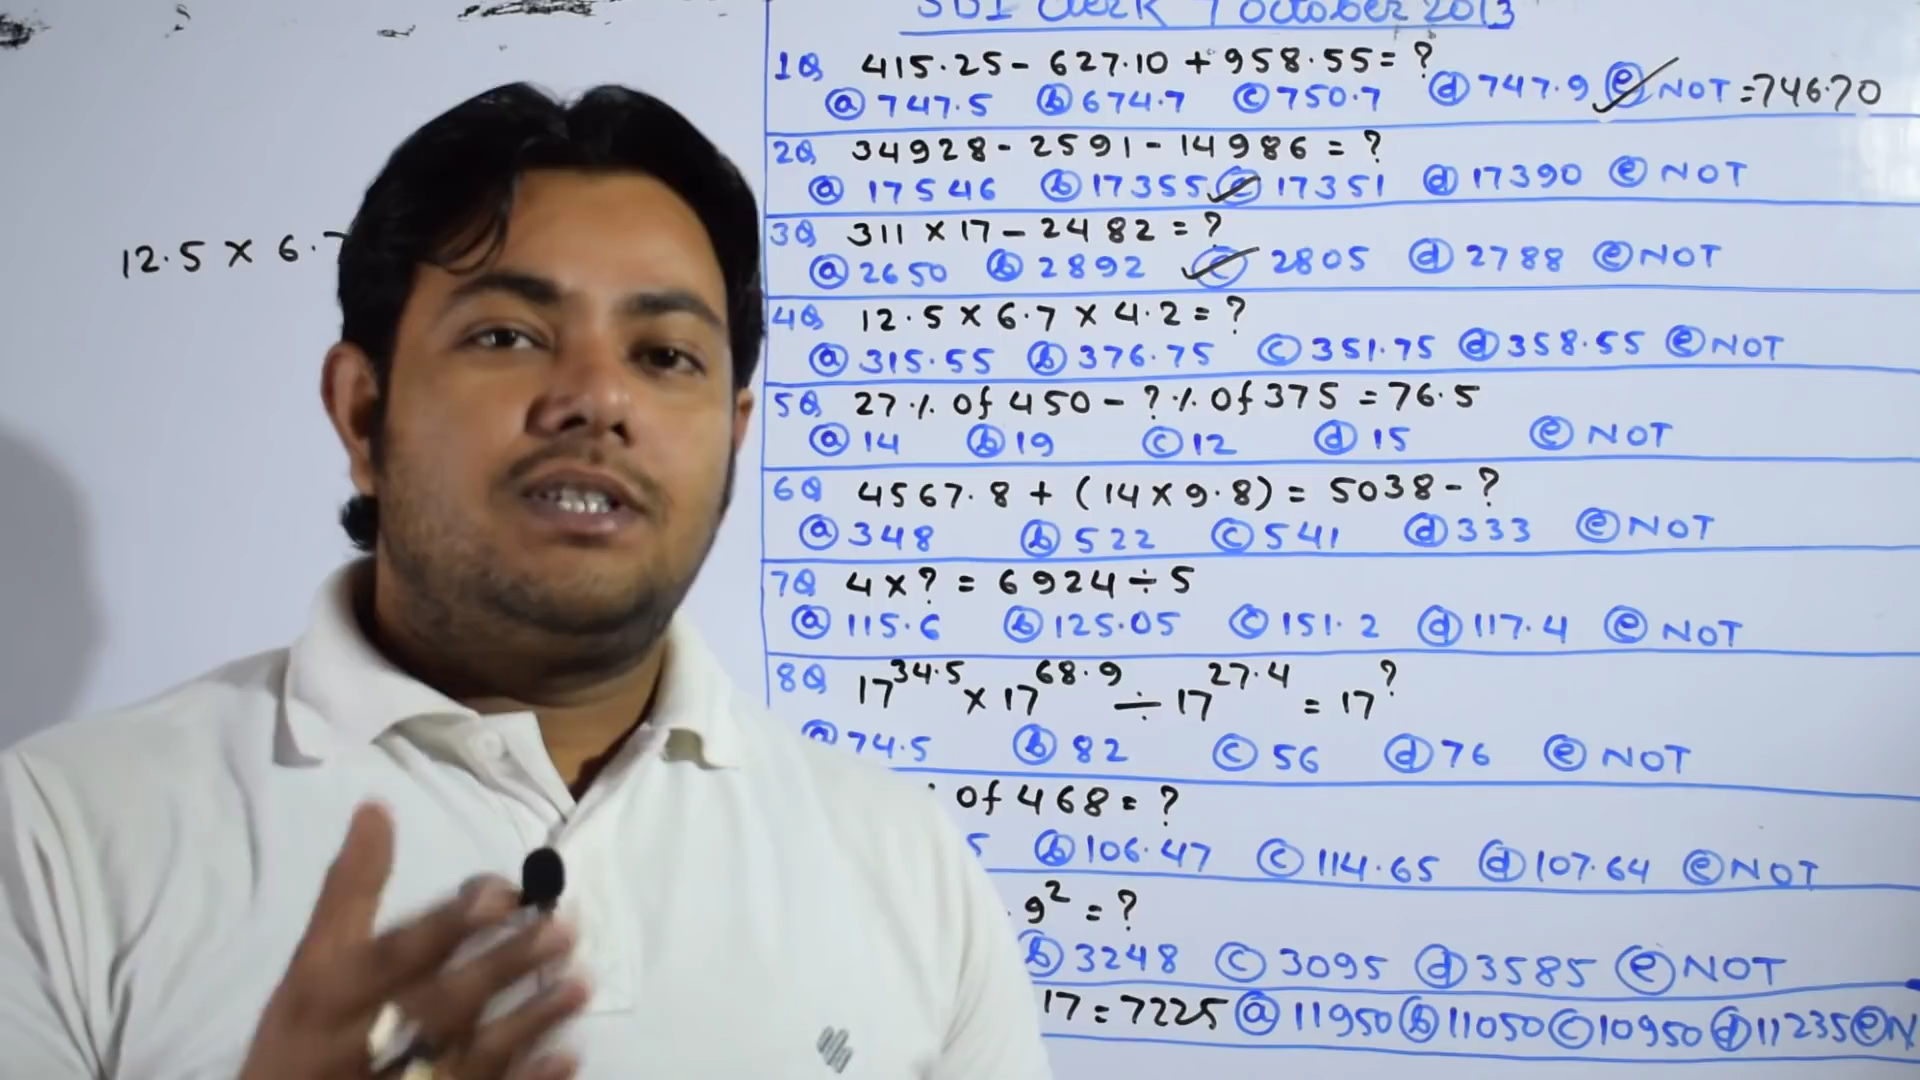 SBI Clerk 7 October 2013
1Q 415.25 - 627.10 + 958.55 = ?
ⓐ 747.5 ⓑ 674.7 ⓒ 750.7 ⓓ 747.9 ⓔ NOT = 746.70
2Q 34928 - 2591 - 14986 = ?
ⓐ 17546 ⓑ 17355 ⓒ 17351 ⓓ 17390 ⓔ NOT
3Q 311 × 17 - 2482 = ?
ⓐ 2650 ⓑ 2892 ⓒ 2805 ⓓ 2788 ⓔ NOT
12.5 × 6.7
4Q 12.5 × 6.7 × 4.2 = ?
ⓐ 315.55 ⓑ 376.75 ⓒ 351.75 ⓓ 358.55 ⓔ NOT
5Q 27 % of 450 - ? % of 375 = 76.5
ⓐ 14 ⓑ 19 ⓒ 12 ⓓ 15 ⓔ NOT
6Q 4567.8 + (14 × 9.8) = 5038 - ?
ⓐ 348 ⓑ 522 ⓒ 541 ⓓ 333 ⓔ NOT
7Q 4 × ? = 6924 ÷ 5
ⓐ 115.6 ⓑ 125.05 ⓒ 151.2 ⓓ 117.4 ⓔ NOT
8Q 17^34.5 × 17^68.9 ÷ 17^27.4 = 17^?
ⓐ 74.5 ⓑ 82 ⓒ 56 ⓓ 76 ⓔ NOT
of 468 = ?
5 ⓑ 106.47 ⓒ 114.65 ⓓ 107.64 ⓔ NOT
9² = ?
ⓑ 3248 ⓒ 3095 ⓓ 3585 ⓔ NOT
17 = 7225 ⓐ 11950 ⓑ 11050 ⓒ 10950 ⓓ 11235 ⓔ N